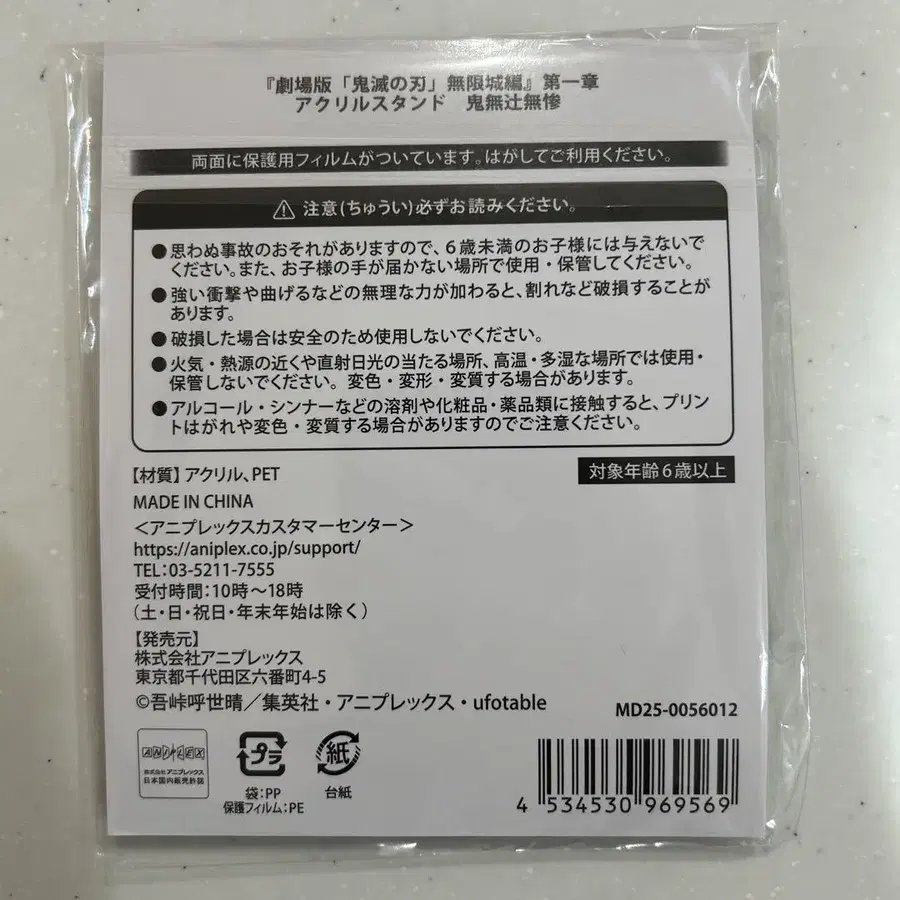 『劇場版「鬼滅の刃」無限城編』第一章
アクリルスタンド 鬼無辻無惨
両面に保護用フィルムがついています。はがしてご利用ください。
⚠ 注意(ちゅうい)必ずお読みください。
●思わぬ事故のおそれがありますので、6歳未満のお子様には与えないで
ください。また、お子様の手が届かない場所で使用・保管してください。
●強い衝撃や曲げるなどの無理な力が加わると、割れなど破損することが
あります。
●破損した場合は安全のため使用しないでください。
●火気・熱源の近くや直射日光の当たる場所、高温・多湿な場所では使用・
保管しないでください。変色・変形・変質する場合があります。
●アルコール・シンナーなどの溶剤や化粧品・薬品類に接触すると、プリン
トはがれや変色・変質する場合がありますのでご注意ください。
【材質】アクリル、PET
対象年齢6歳以上
MADE IN CHINA
<アニプレックスカスタマーセンター>
https://aniplex.co.jp/support/
TEL:03-5211-7555
受付時間:10時~18時
(土・日・祝日・年末年始は除く)
【発売元】
株式会社アニプレックス
東京都千代田区六番町4-5
©吾峠呼世晴/集英社・アニプレックス・ufotable
MD25-0056012
ANIPLEX
株式会社アニプレックス
日本国内販売許諾
プラ
袋:PP
保護フィルム:PE
紙
台紙
4 534530 969569